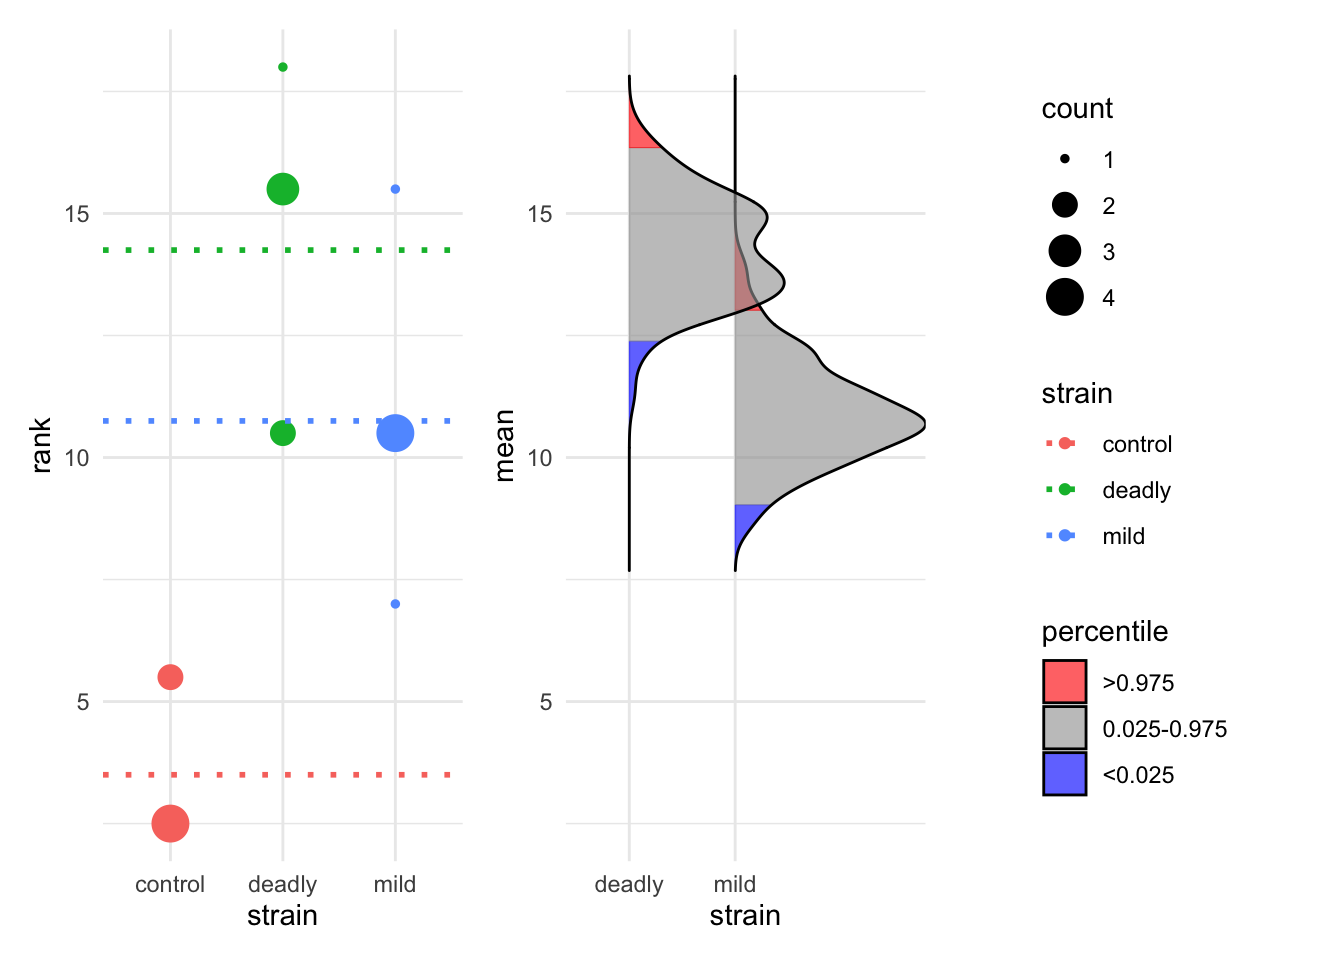 rank
15
10
5
control
deadly
mild
strain
mean
15
10
5
deadly
mild
strain
count
1
2
3
4
strain
control
deadly
mild
percentile
>0.975
0.025-0.975
<0.025